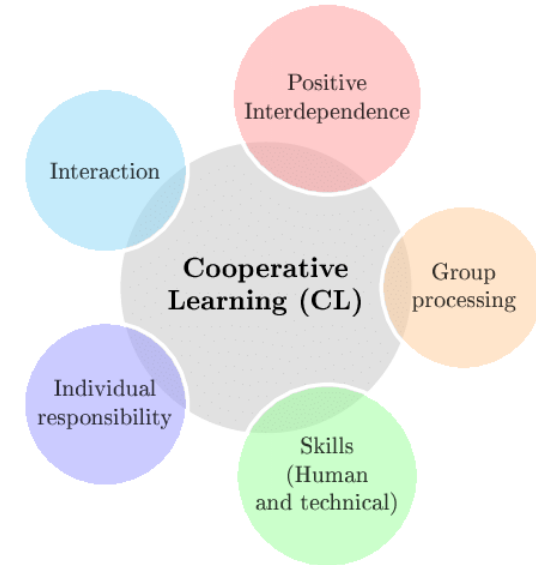 Positive
Interdependence
Interaction
Cooperative
Learning (CL)
Group
processing
Individual
responsibility
Skills
(Human
and technical)